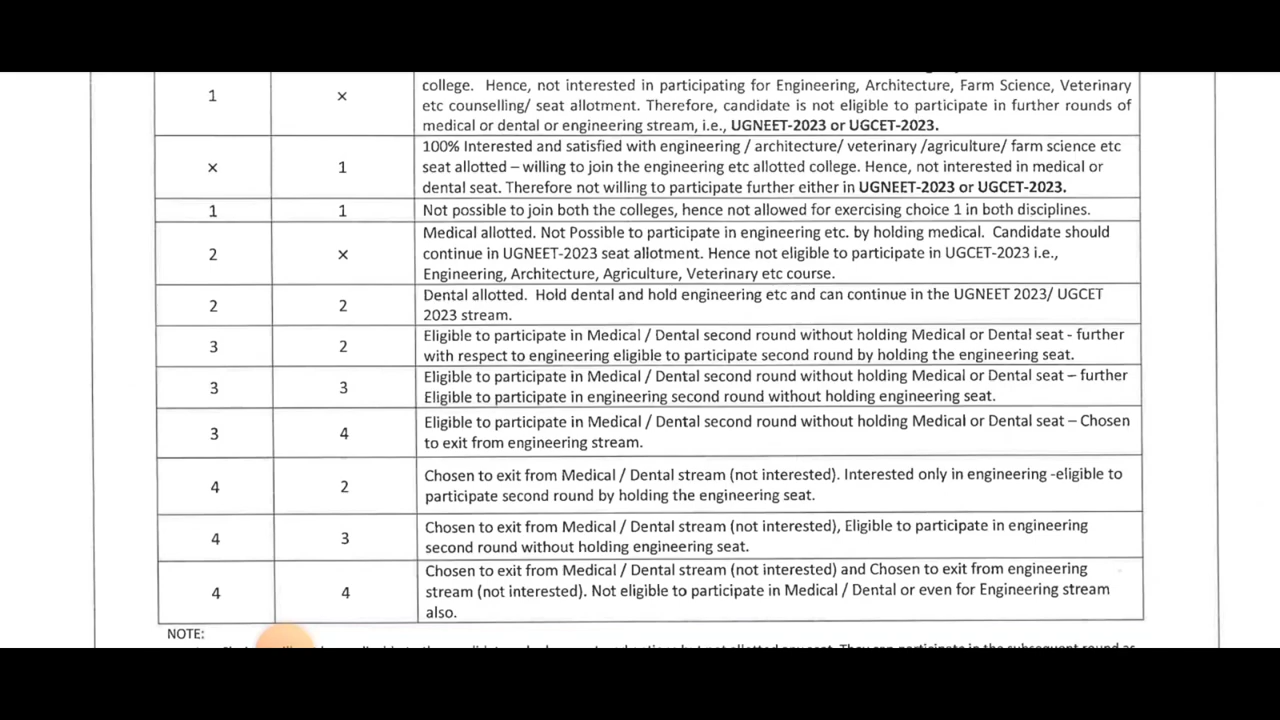 1 × college. Hence, not interested in participating for Engineering, Architecture, Farm Science, Veterinary
etc counselling/ seat allotment. Therefore, candidate is not eligible to participate in further rounds of
medical or dental or engineering stream, i.e., UGNEET-2023 or UGCET-2023.
x 1 100% Interested and satisfied with engineering / architecture/ veterinary /agriculture/ farm science etc
seat allotted – willing to join the engineering etc allotted college. Hence, not interested in medical or
dental seat. Therefore not willing to participate further either in UGNEET-2023 or UGCET-2023.
1 1 Not possible to join both the colleges, hence not allowed for exercising choice 1 in both disciplines.
2 x Medical allotted. Not Possible to participate in engineering etc. by holding medical. Candidate should
continue in UGNEET-2023 seat allotment. Hence not eligible to participate in UGCET-2023 i.e.,
Engineering, Architecture, Agriculture, Veterinary etc course.
2 2 Dental allotted. Hold dental and hold engineering etc and can continue in the UGNEET 2023/ UGCET
2023 stream.
3 2 Eligible to participate in Medical / Dental second round without holding Medical or Dental seat - further
with respect to engineering eligible to participate second round by holding the engineering seat.
3 3 Eligible to participate in Medical / Dental second round without holding Medical or Dental seat – further
Eligible to participate in engineering second round without holding engineering seat.
3 4 Eligible to participate in Medical / Dental second round without holding Medical or Dental seat – Chosen
to exit from engineering stream.
4 2 Chosen to exit from Medical / Dental stream (not interested). Interested only in engineering -eligible to
participate second round by holding the engineering seat.
4 3 Chosen to exit from Medical / Dental stream (not interested), Eligible to participate in engineering
second round without holding engineering seat.
4 4 Chosen to exit from Medical / Dental stream (not interested) and Chosen to exit from engineering
stream (not interested). Not eligible to participate in Medical / Dental or even for Engineering stream
also.
NOTE: